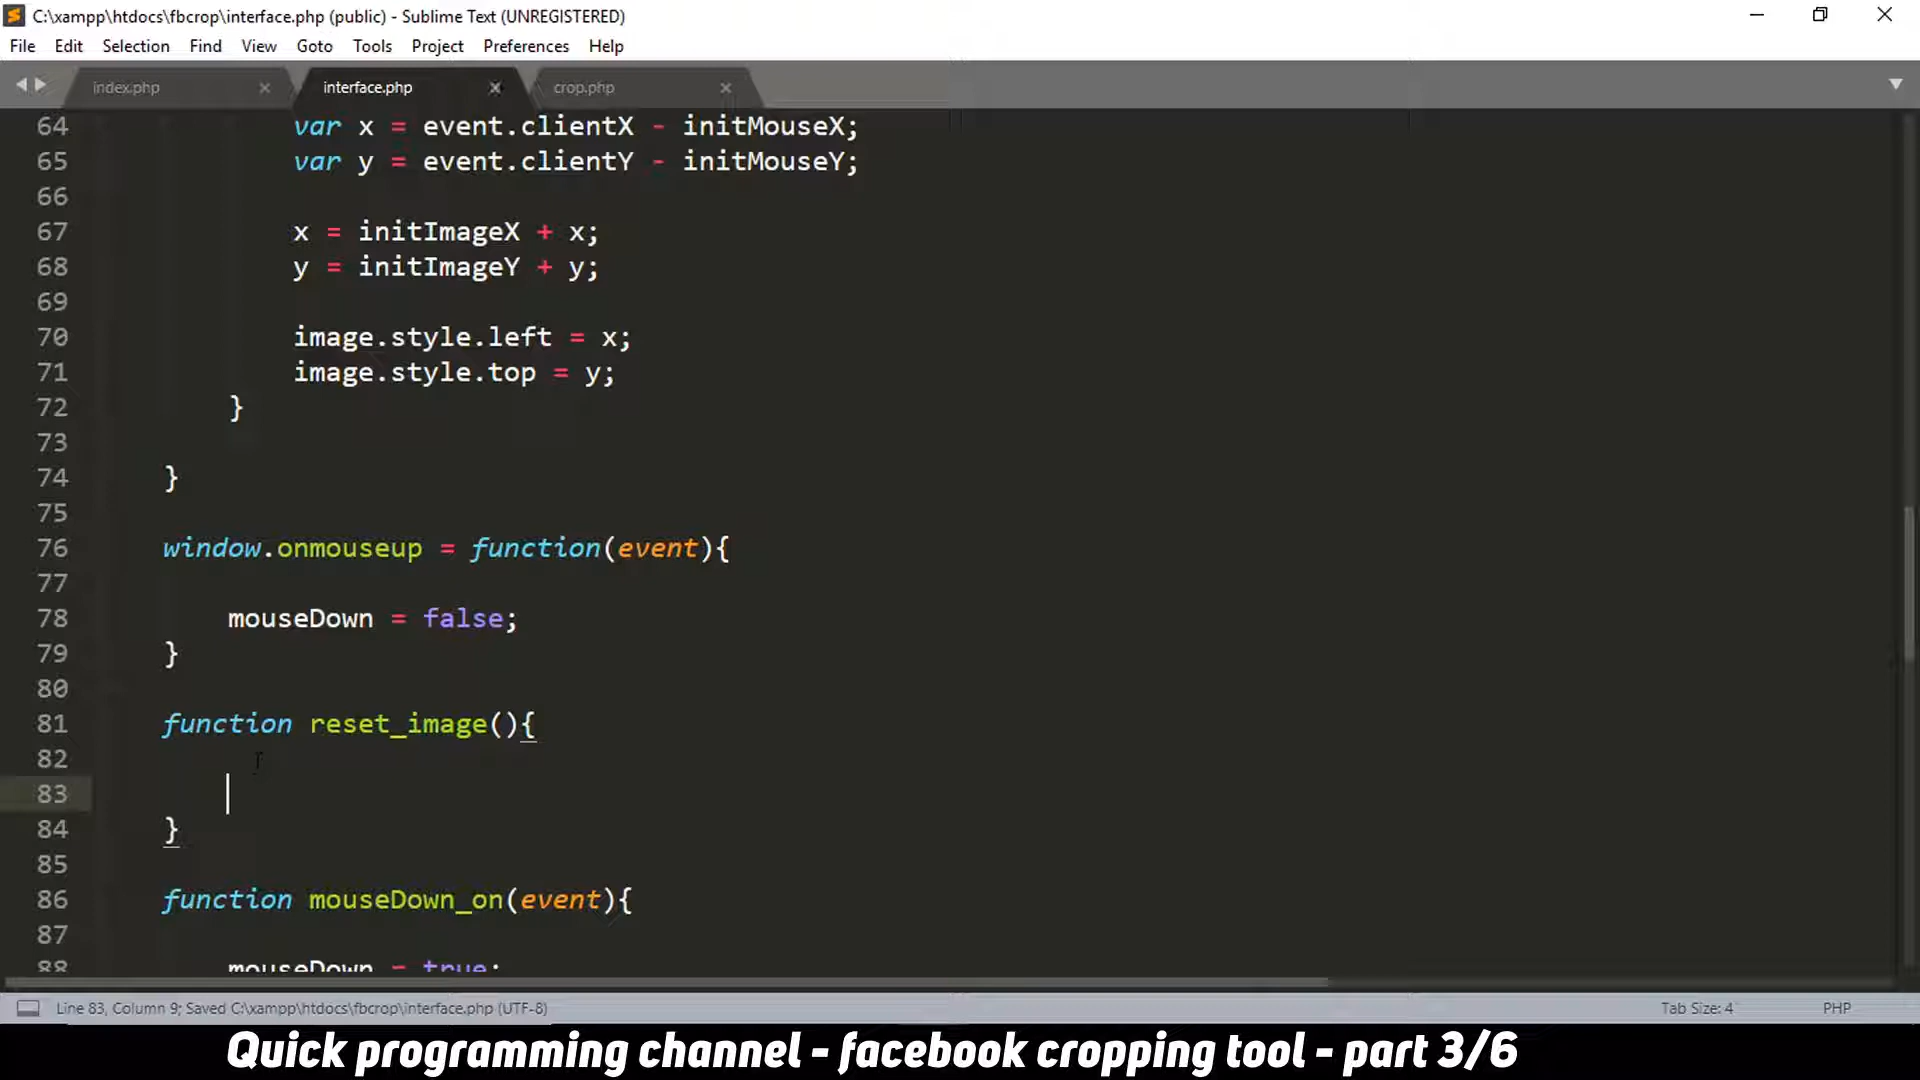 C:\xampp\htdocs\fbcrop\interface.php (public) - Sublime Text (UNREGISTERED)
File Edit Selection Find View Goto Tools Project Preferences Help
index.php interface.php crop.php
64 var x = event.clientX - initMouseX;
65 var y = event.clientY - initMouseY;
66
67 x = initImageX + x;
68 y = initImageY + y;
69
70 image.style.left = x;
71 image.style.top = y;
72 }
73
74 }
75
76 window.onmouseup = function(event){
77
78 mouseDown = false;
79 }
80
81 function reset_image(){
82
83
84 }
85
86 function mouseDown_on(event){
87
88 mouseDown = true;
Line 83, Column 9; Saved C:\xampp\htdocs\fbcrop\interface.php (UTF-8) Tab Size: 4 PHP
Quick programming channel - facebook cropping tool - part 3/6